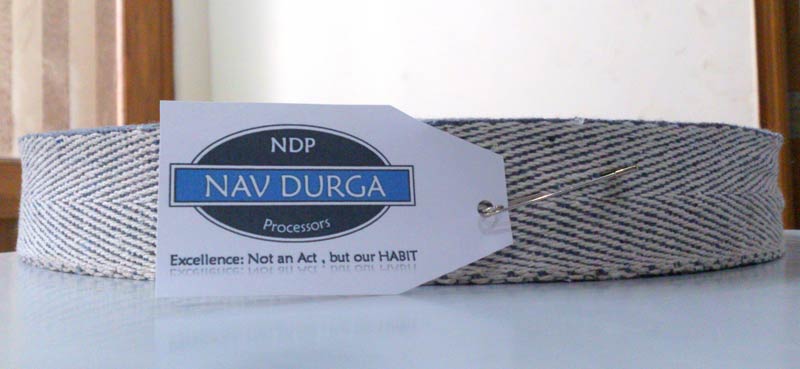 NDP
NAV DURGA
Processors
Excellence: Not an Act , but our HABIT